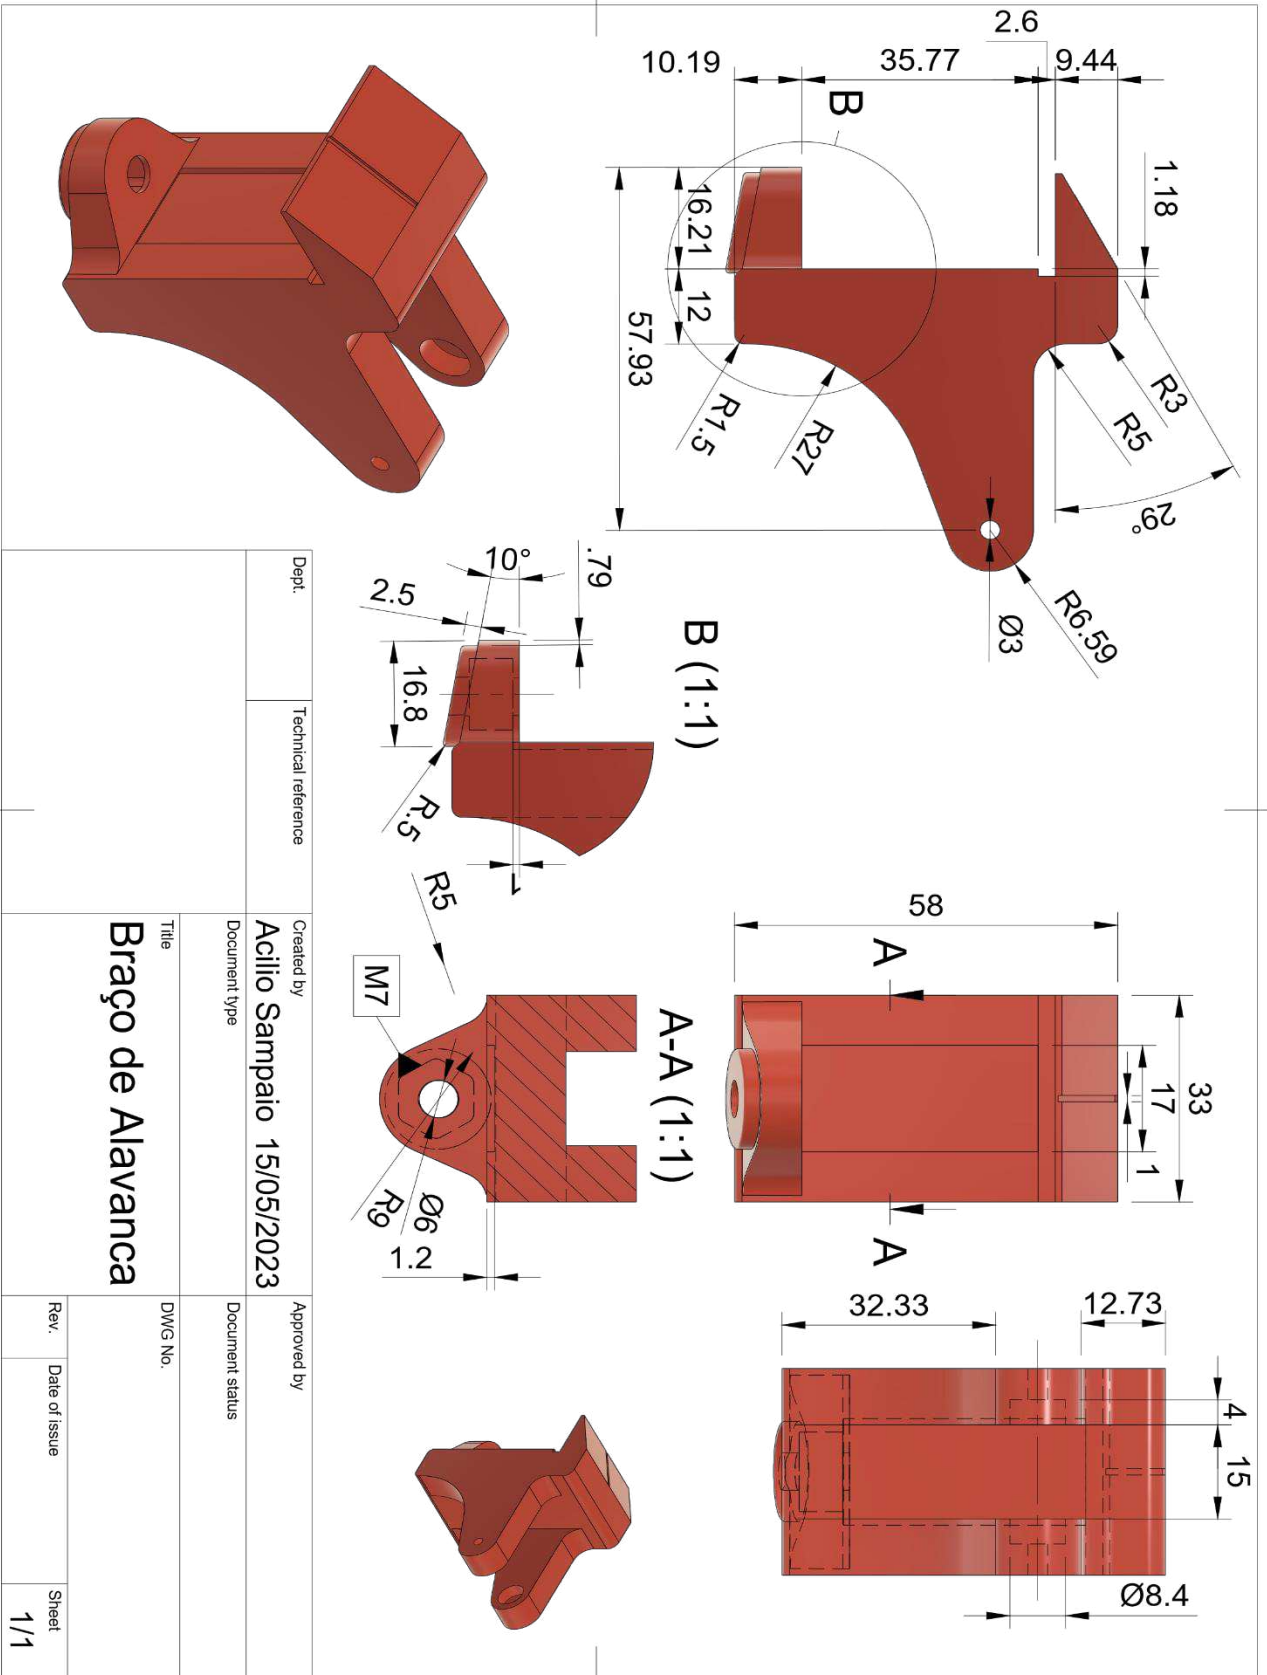 2.6
10.19
35.77
9.44
B
1.18
16.21
12
57.93
R1.5
R27
R3
R5
29°
R6.59
Ø3
B (1:1)
10°
.79
2.5
16.8
R.5
1
58
A
A
33
17
1
A-A (1:1)
R5
M7
Ø6
R9
1.2
32.33
12.73
4
15
Ø8.4
Dept.
Technical reference
Created by
Acilio Sampaio 15/05/2023
Approved by
Document type
Document status
Title
Braço de Alavanca
DWG No.
Rev.
Date of issue
Sheet
1/1